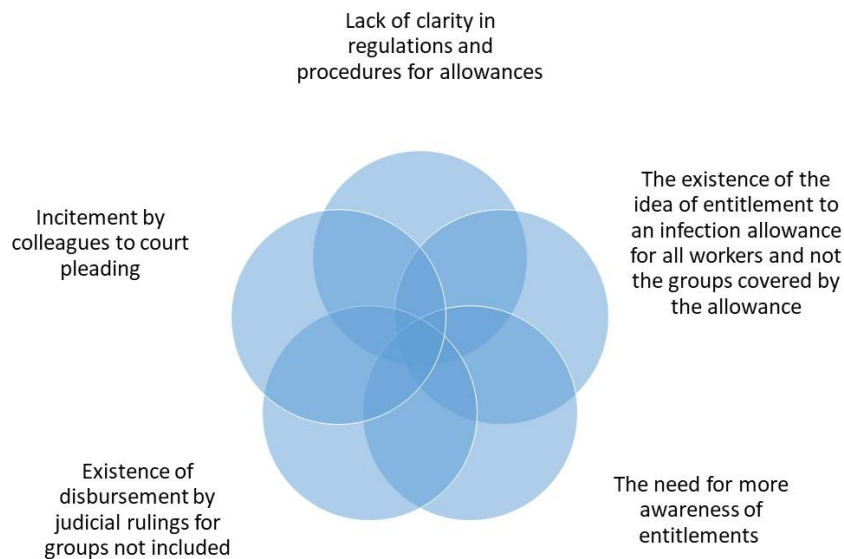 Lack of clarity in
regulations and
procedures for allowances
The existence of the
idea of entitlement to
an infection allowance
for all workers and not
the groups covered by
the allowance
The need for more
awareness of
entitlements
Existence of
disbursement by
judicial rulings for
groups not included
Incitement by
colleagues to court
pleading